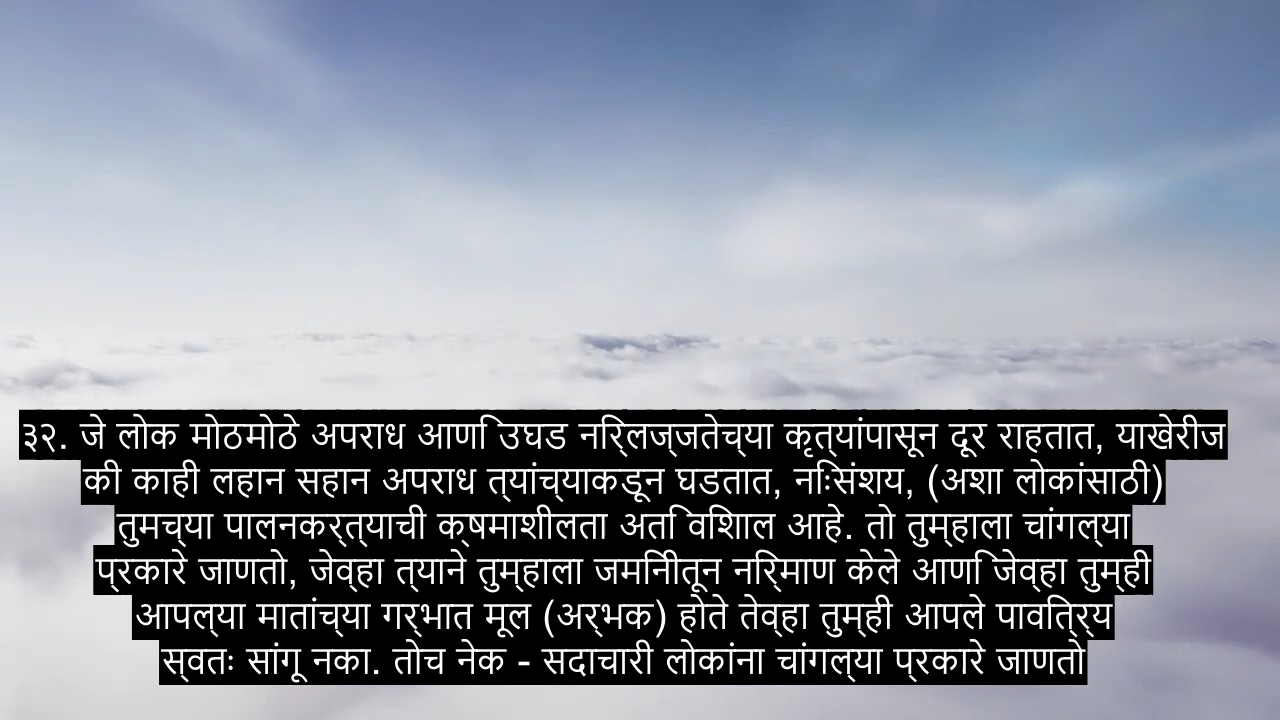 ३२. जे लोक मोठमोठे अपराध आणि उघड निर्लज्जतेच्या कृत्यांपासून दूर राहतात, याखेरीज
की काही लहान सहान अपराध त्यांच्याकडून घडतात, निःसंशय, (अशा लोकांसाठी)
तुमच्या पालनकर्त्याची क्षमाशीलता अति विशाल आहे. तो तुम्हाला चांगल्या
प्रकारे जाणतो, जेव्हा त्याने तुम्हाला जमिनीतून निर्माण केले आणि जेव्हा तुम्ही
आपल्या मातांच्या गर्भात मूल (अर्भक) होते तेव्हा तुम्ही आपले पावित्र्य
स्वतः सांगू नका. तोच नेक - सदाचारी लोकांना चांगल्या प्रकारे जाणतो